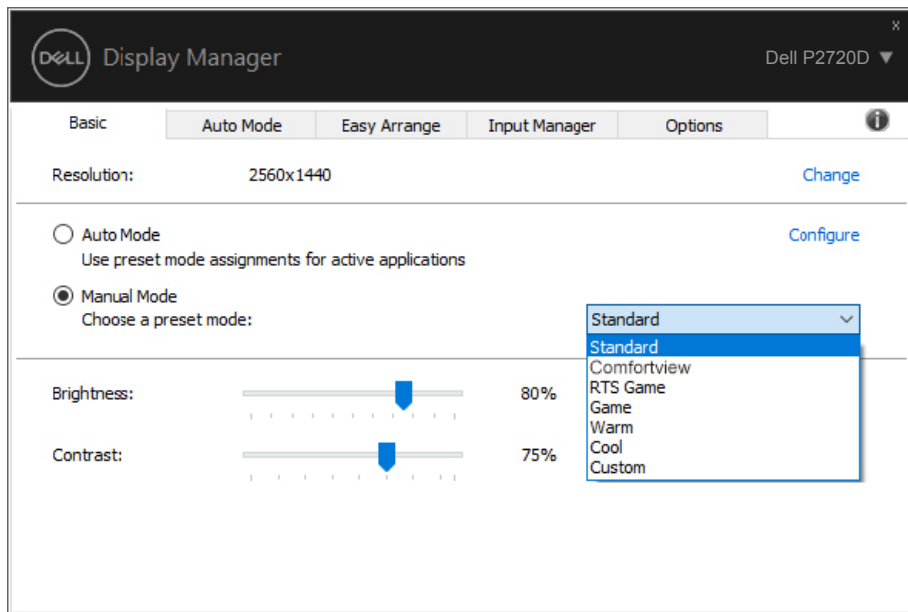 x
DELL Display Manager
Dell P2720D ▼
Basic Auto Mode Easy Arrange Input Manager Options
Resolution: 2560x1440 Change
Auto Mode Configure
Use preset mode assignments for active applications
Manual Mode
Choose a preset mode: Standard
Standard
Comfortview
RTS Game
Game
Warm
Cool
Custom
Brightness: 80%
Contrast: 75%